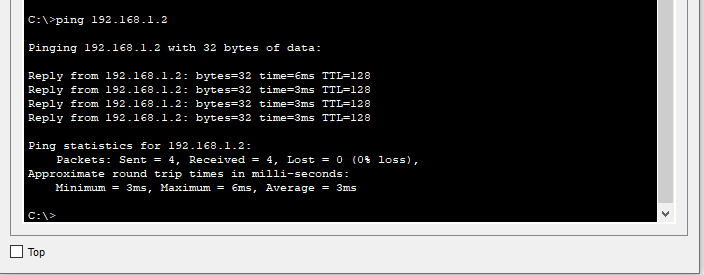 C:\>ping 192.168.1.2
Pinging 192.168.1.2 with 32 bytes of data:
Reply from 192.168.1.2: bytes=32 time=6ms TTL=128
Reply from 192.168.1.2: bytes=32 time=3ms TTL=128
Reply from 192.168.1.2: bytes=32 time=3ms TTL=128
Reply from 192.168.1.2: bytes=32 time=3ms TTL=128
Ping statistics for 192.168.1.2:
    Packets: Sent = 4, Received = 4, Lost = 0 (0% loss),
Approximate round trip times in milli-seconds:
    Minimum = 3ms, Maximum = 6ms, Average = 3ms
C:\>
Top